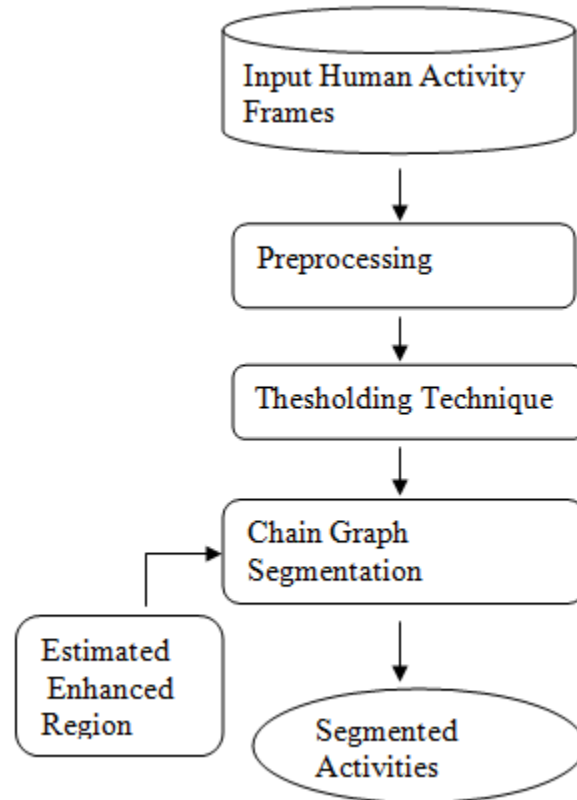 Input Human Activity
Frames
Preprocessing
Thesholding Technique
Chain Graph
Segmentation
Estimated
Enhanced
Region
Segmented
Activities